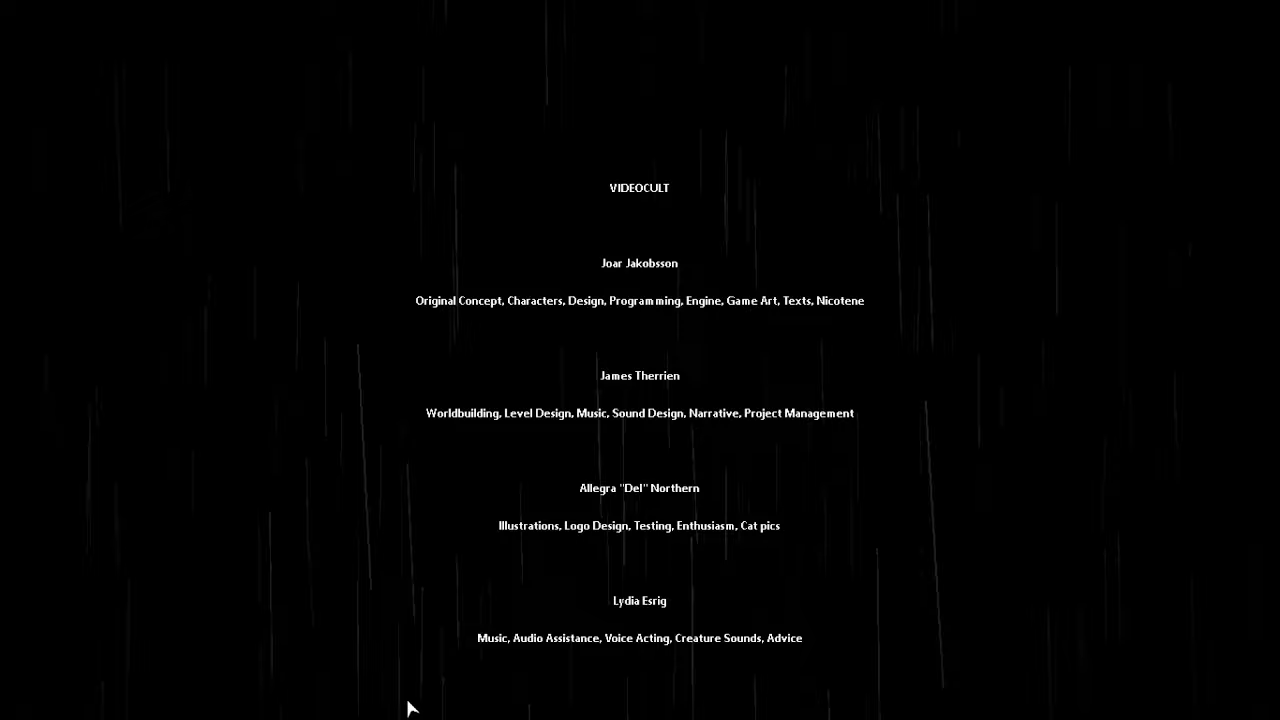 VIDEOCULT
Joar Jakobsson
Original Concept, Characters, Design, Programming, Engine, Game Art, Texts, Nicotene
James Therrien
Worldbuilding, Level Design, Music, Sound Design, Narrative, Project Management
Allegra "Del" Northern
Illustrations, Logo Design, Testing, Enthusiasm, Cat pics
Lydia Esrig
Music, Audio Assistance, Voice Acting, Creature Sounds, Advice